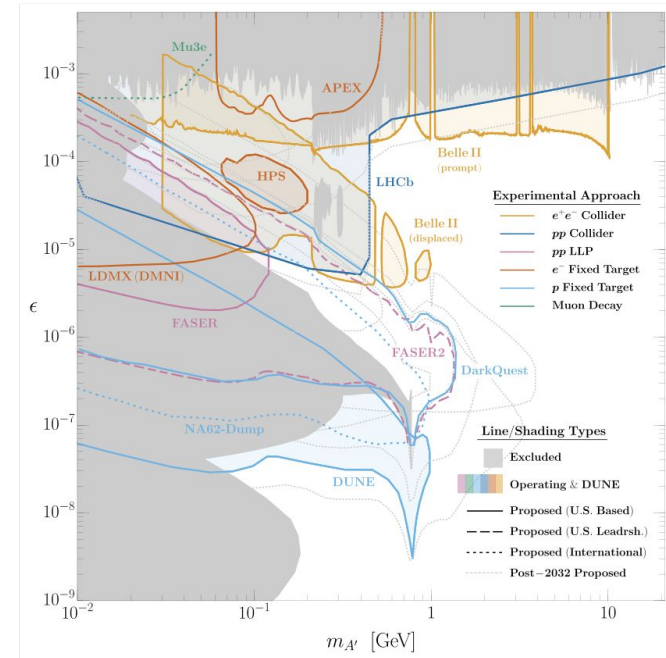 10⁻³
10⁻⁴
10⁻⁵
10⁻⁶
10⁻⁷
10⁻⁸
10⁻⁹
ϵ
Mu3e
APEX
HPS
LHCb
Belle II
(prompt)
Belle II
(displaced)
LDMX (DMNI)
FASER
FASER2
DarkQuest
NA62-Dump
DUNE
Experimental Approach
e⁺e⁻ Collider
pp Collider
pp LLP
e⁻ Fixed Target
p Fixed Target
Muon Decay
Line/Shading Types
Excluded
Operating & DUNE
Proposed (U.S. Based)
Proposed (U.S. Leadrsh.)
Proposed (International)
Post−2032 Proposed
10⁻² 10⁻¹ 1 10
m_A′ [GeV]